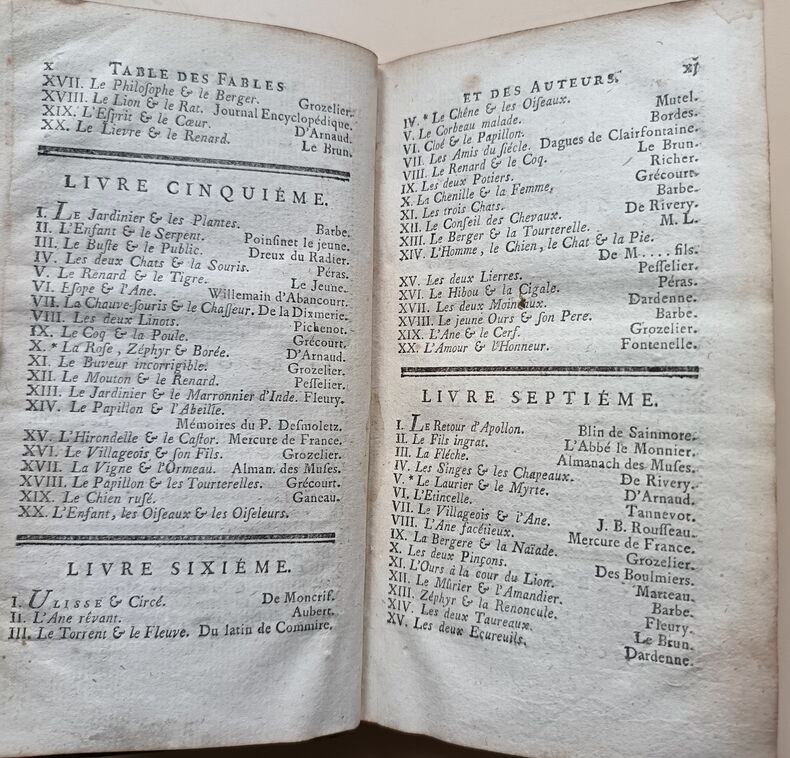 x TABLE DES FABLES
XVII. Le Philoſophe & le Berger. Grozelier.
XVIII. Le Lion & le Rat. Journal Encyclopédique.
XIX. L'Eſprit & le Cœur. D'Arnaud.
XX. Le Lievre & le Renard. Le Brun.
LIVRE CINQUIÉME.
I. LE Jardinier & les Plantes. Barbe.
II. L'Enfant & le Serpent. Poinſinet le jeune.
III. Le Buſte & le Public. Dreux du Radier.
IV. Les deux Chats & la Souris. Péras.
V. Le Renard & le Tigre. Le Jeune.
VI. Eſope & l'Ane. Willemain d'Abancourt.
VII. La Chauve-ſouris & le Chaſſeur. De la Dixmerie.
VIII. Les deux Linots. Pichenot.
IX. Le Coq & la Poule. Grécourt.
X. * La Roſe, Zéphyr & Borée. D'Arnaud.
XI. Le Buveur incorrigible. Grozelier.
XII. Le Mouton & le Renard. Peſſelier.
XIII. Le Jardinier & le Marronnier d'Inde. Fleury.
XIV. Le Papillon & l'Abeille.
Mémoires du P. Deſmoletz.
XV. L'Hirondelle & le Caſtor. Mercure de France.
XVI. Le Villageois & ſon Fils. Grozelier.
XVII. La Vigne & l'Ormeau. Alman. des Muſes.
XVIII. Le Papillon & les Tourterelles. Grécourt.
XIX. Le Chien ruſé. Ganeau.
XX. L'Enfant, les Oiſeaux & les Oiſeleurs.
LIVRE SIXIÉME.
I. ULISSE & Circé. De Moncrif.
II. L'Ane rêvant. Aubert.
III. Le Torrent & le Fleuve. Du latin de Commire.
ET DES AUTEURS. xj
IV. * Le Chêne & les Oiſeaux. Mutel.
V. Le Corbeau malade. Bordes.
VI. Cloé & le Papillon.
VII. Les Amis du ſiécle. Dagues de Clairfontaine.
VIII. Le Renard & le Coq. Le Brun.
IX. Les deux Potiers. Richer.
X. La Chenille & la Femme. Grécourt.
XI. Les trois Chats. Barbe.
XII. Le Conſeil des Chevaux. De Rivery.
XIII. Le Berger & la Tourterelle. M. L.
XIV. L'Homme, le Chien, le Chat & la Pie.
De M.... fils.
XV. Les deux Lierres. Peſſelier.
XVI. Le Hibou & la Cigale. Péras.
XVII. Les deux Moineaux. Dardenne.
XVIII. Le jeune Ours & ſon Pere. Barbe.
XIX. L'Ane & le Cerf. Grozelier.
XX. L'Amour & l'Honneur. Fontenelle.
LIVRE SEPTIÉME.
I. LE Retour d'Apollon. Blin de Sainmore.
II. Le Fils ingrat. L'Abbé le Monnier.
III. La Fléche. Almanach des Muſes.
IV. Les Singes & les Chapeaux. De Rivery.
V. * Le Laurier & le Myrte. D'Arnaud.
VI. L'Etincelle. Tannevot.
VII. Le Villageois & l'Ane. J. B. Rouſſeau.
VIII. L'Ane facétieux. Mercure de France.
IX. La Bergere & la Naïade. Grozelier.
X. Les deux Pinçons. Des Boulmiers.
XI. L'Ours à la cour du Lion. Marteau.
XII. Le Mûrier & l'Amandier. Barbe.
XIII. Zéphyr & la Renoncule. Fleury.
XIV. Les deux Taureaux. Le Brun.
XV. Les deux Ecureuils. Dardenne.